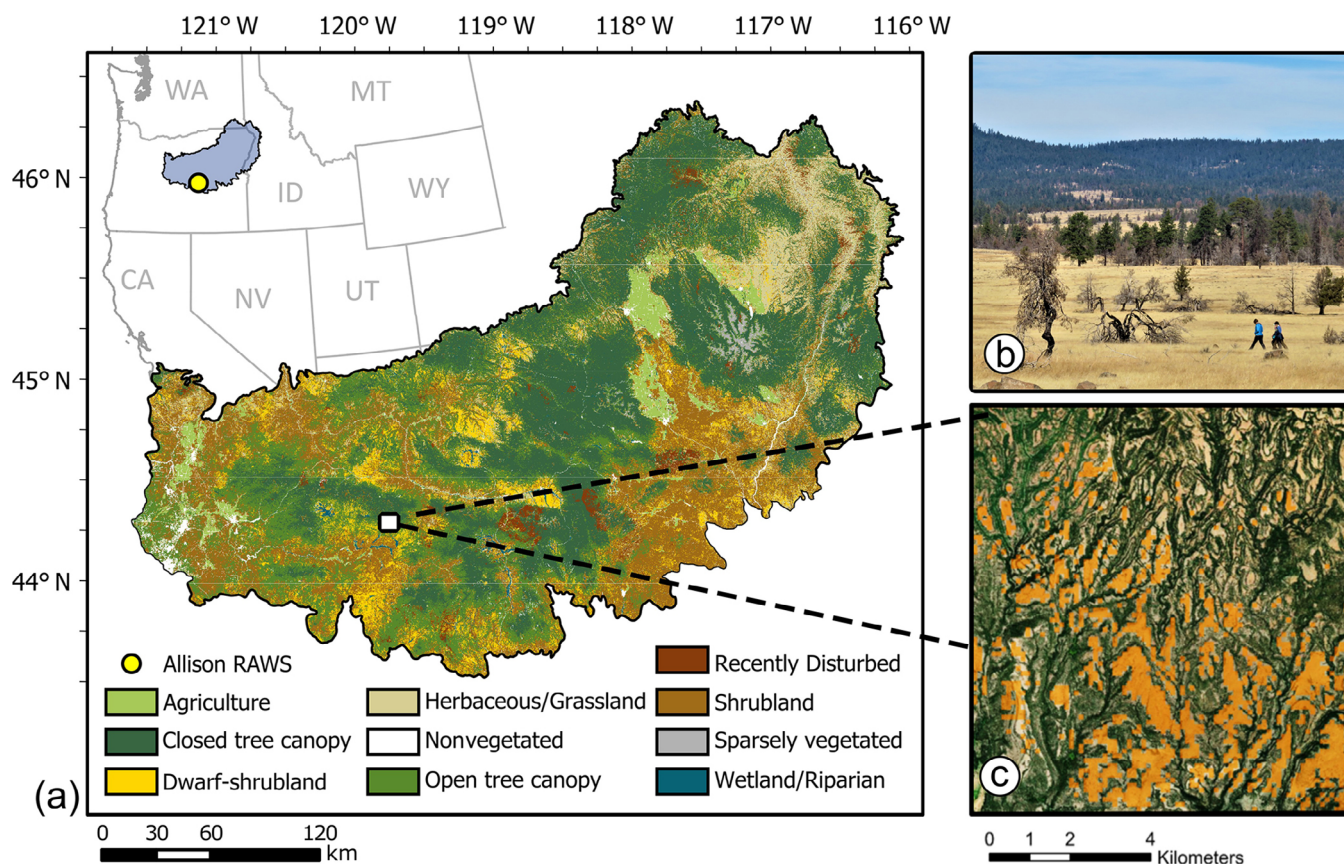 121° W 120° W 119° W 118° W 117° W 116° W
WA
MT
46° N
ID
WY
CA
NV
UT
45° N
44° N
Allison RAWS
Agriculture
Closed tree canopy
Dwarf-shrubland
Herbaceous/Grassland
Nonvegetated
Open tree canopy
Recently Disturbed
Shrubland
Sparsely vegetated
Wetland/Riparian
(a)
0 30 60 120
km
b
c
0 1 2 4
Kilometers